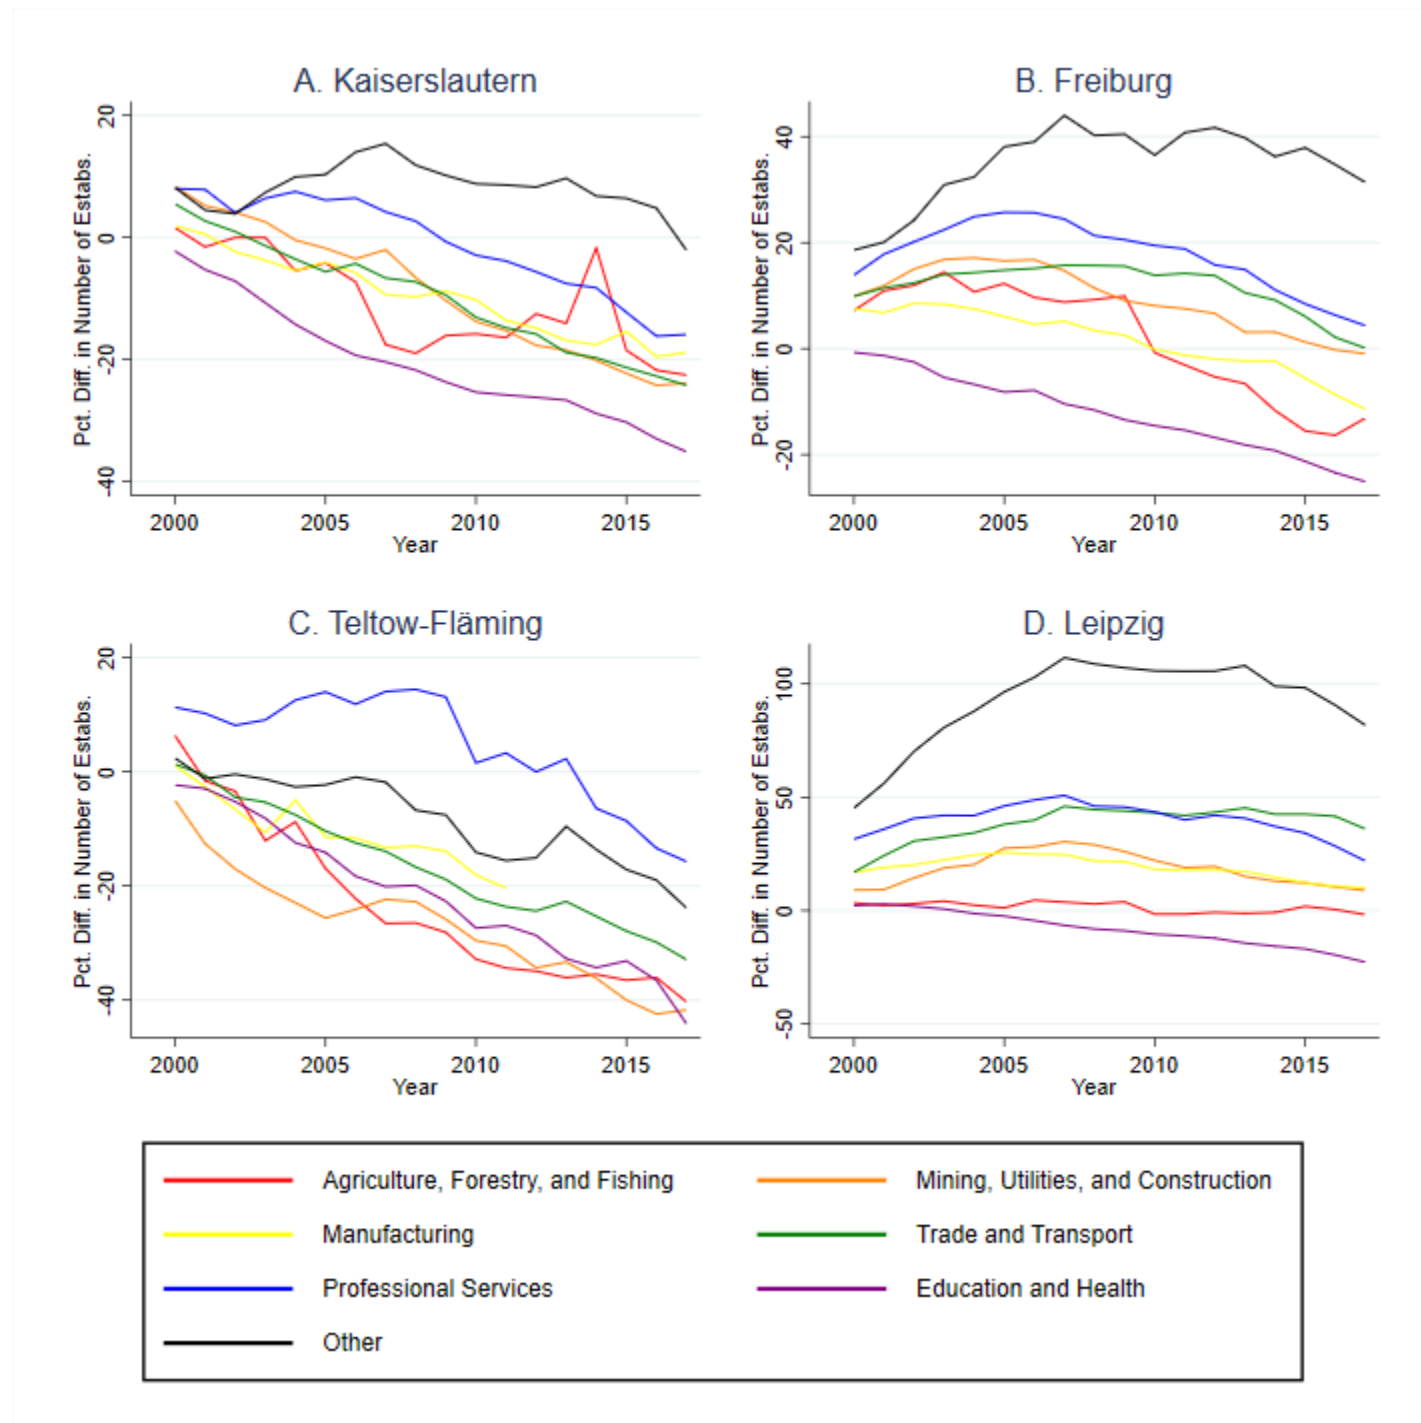 A. Kaiserslautern
Pct. Diff. in Number of Estabs.
20
0
-20
-40
2000 2005 2010 2015
Year
B. Freiburg
Pct. Diff. in Number of Estabs.
40
20
0
-20
2000 2005 2010 2015
Year
C. Teltow-Fläming
Pct. Diff. in Number of Estabs.
20
0
-20
-40
2000 2005 2010 2015
Year
D. Leipzig
Pct. Diff. in Number of Estabs.
100
50
0
-50
2000 2005 2010 2015
Year
Agriculture, Forestry, and Fishing
Mining, Utilities, and Construction
Manufacturing
Trade and Transport
Professional Services
Education and Health
Other